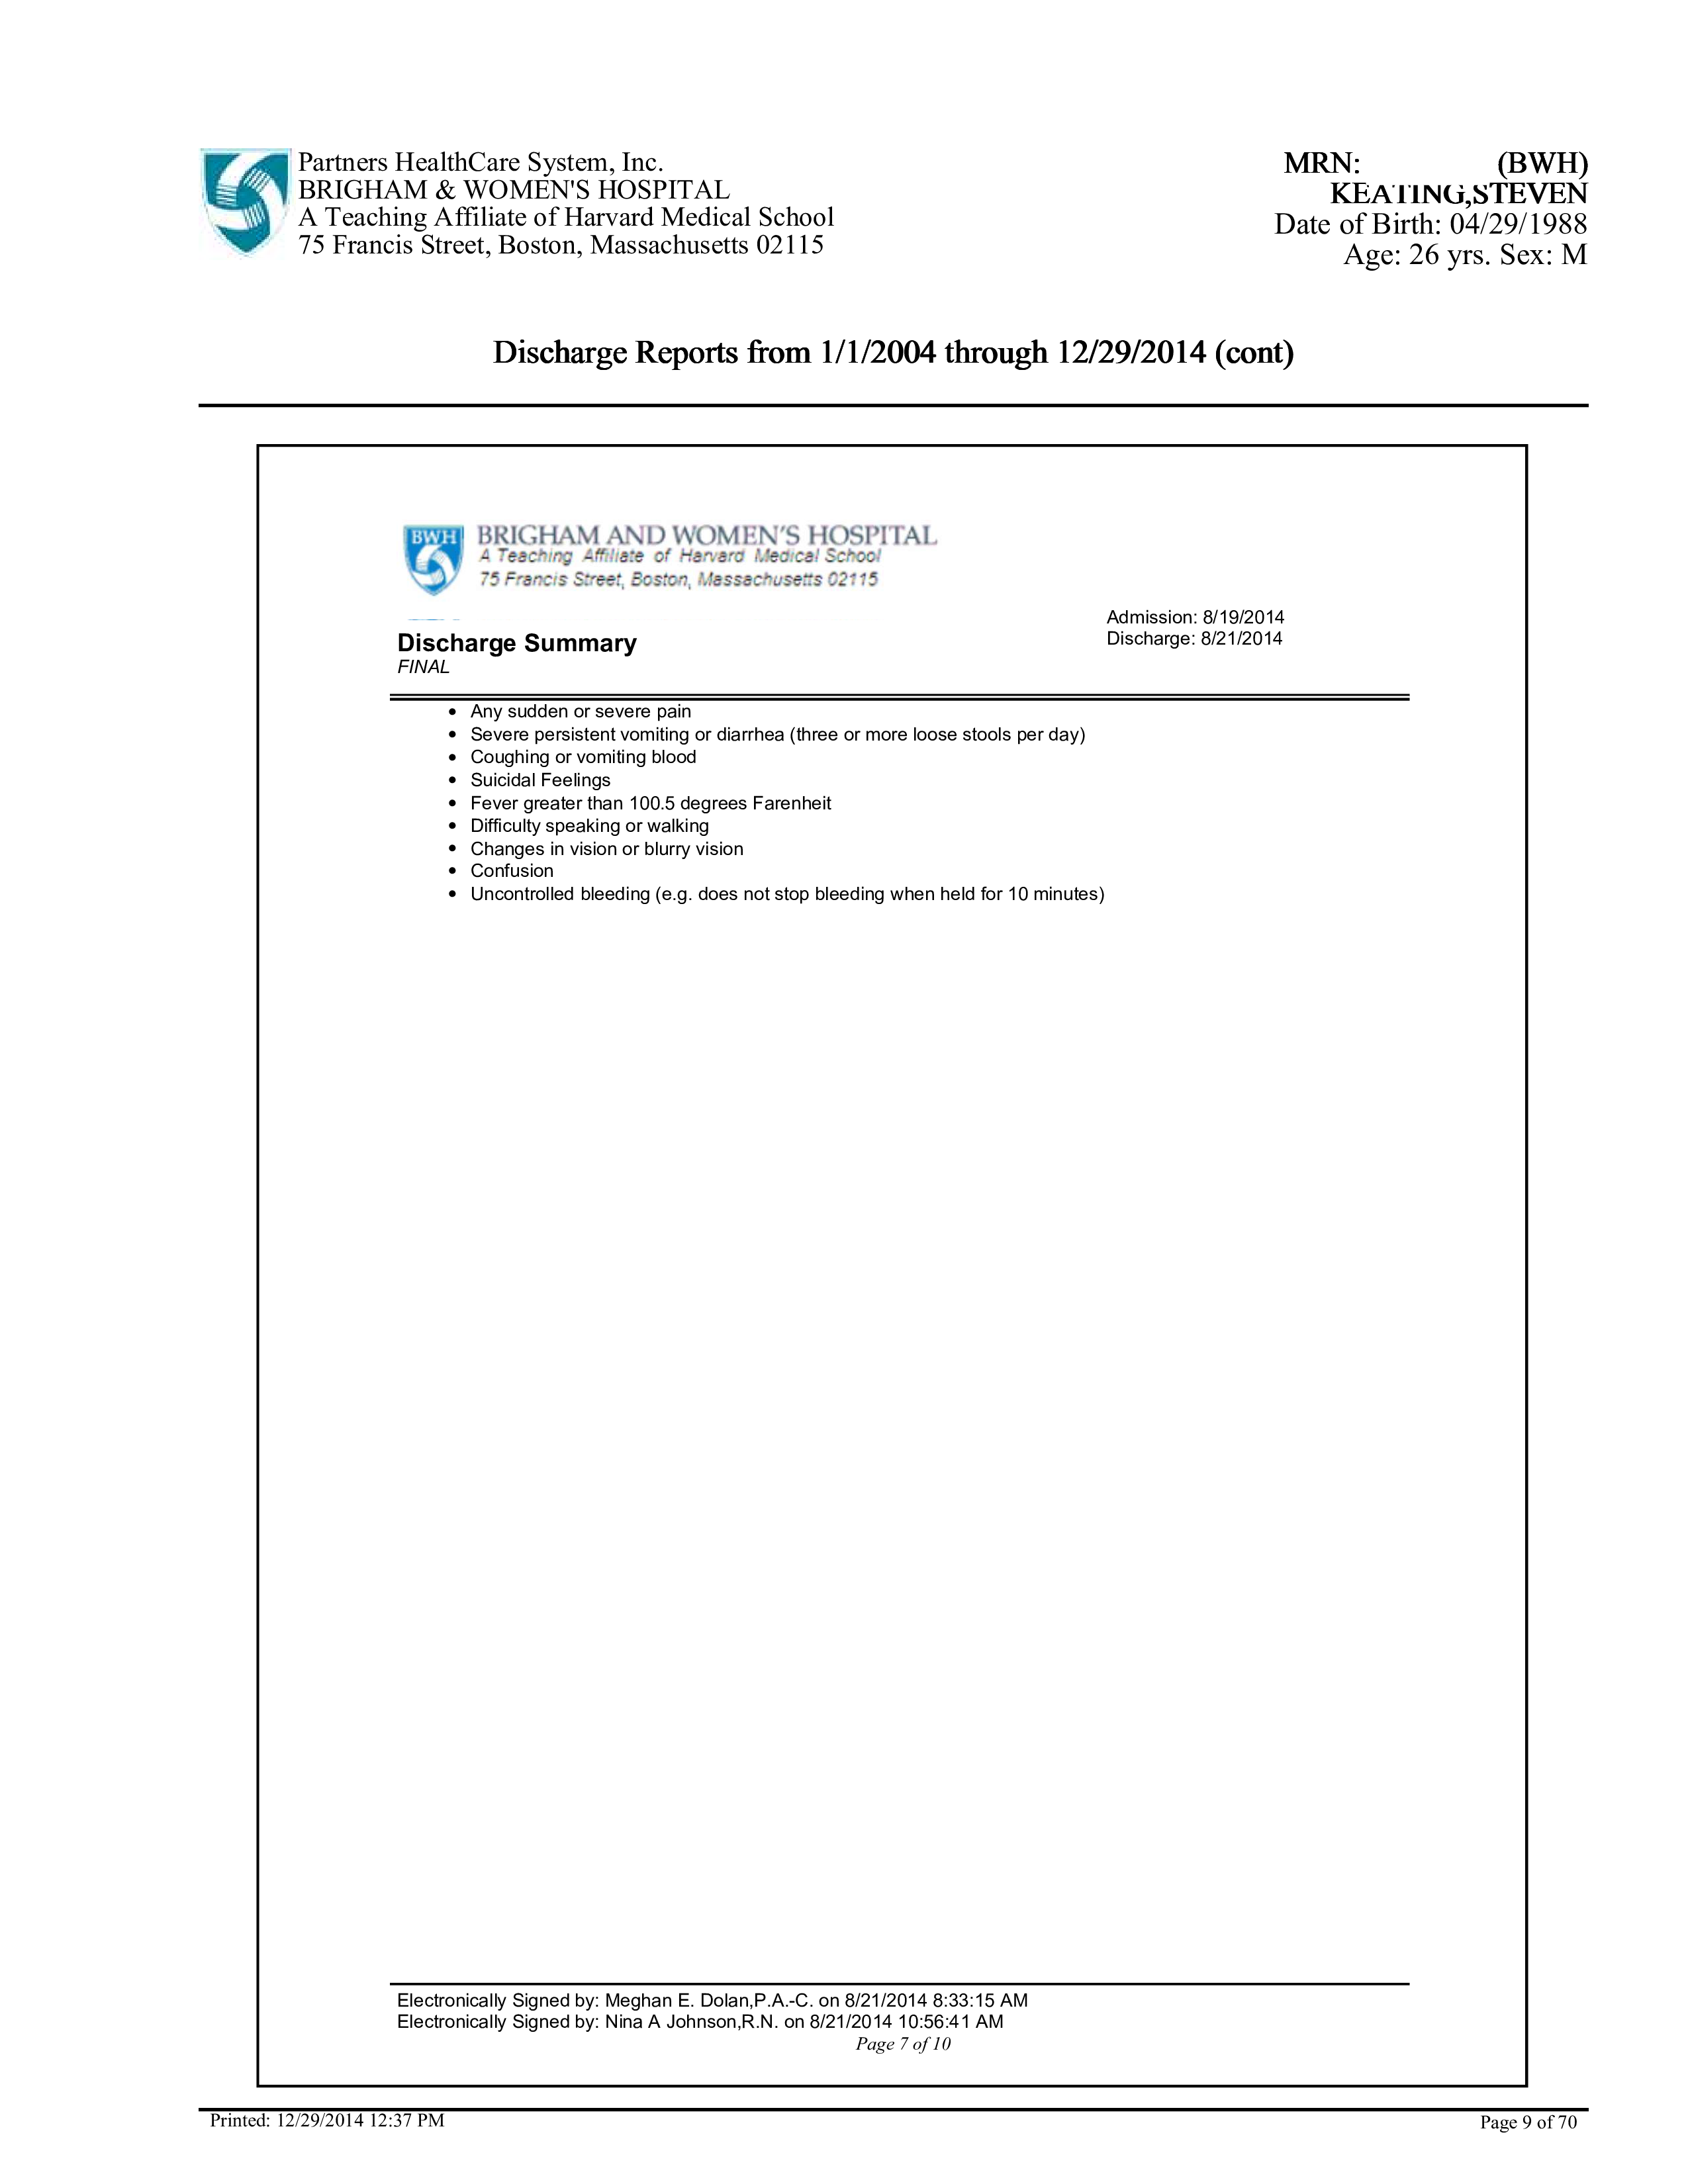 Partners HealthCare System, Inc.
BRIGHAM & WOMEN'S HOSPITAL
A Teaching Affiliate of Harvard Medical School
75 Francis Street, Boston, Massachusetts 02115
MRN: (BWH)
KEATING,STEVEN
Date of Birth: 04/29/1988
Age: 26 yrs. Sex: M
Discharge Reports from 1/1/2004 through 12/29/2014 (cont)
BWH
BRIGHAM AND WOMEN'S HOSPITAL
A Teaching Affiliate of Harvard Medical School
75 Francis Street, Boston, Massachusetts 02115
Admission: 8/19/2014
Discharge: 8/21/2014
Discharge Summary
FINAL
• Any sudden or severe pain
• Severe persistent vomiting or diarrhea (three or more loose stools per day)
• Coughing or vomiting blood
• Suicidal Feelings
• Fever greater than 100.5 degrees Farenheit
• Difficulty speaking or walking
• Changes in vision or blurry vision
• Confusion
• Uncontrolled bleeding (e.g. does not stop bleeding when held for 10 minutes)
Electronically Signed by: Meghan E. Dolan,P.A.-C. on 8/21/2014 8:33:15 AM
Electronically Signed by: Nina A Johnson,R.N. on 8/21/2014 10:56:41 AM
Page 7 of 10
Printed: 12/29/2014 12:37 PM
Page 9 of 70